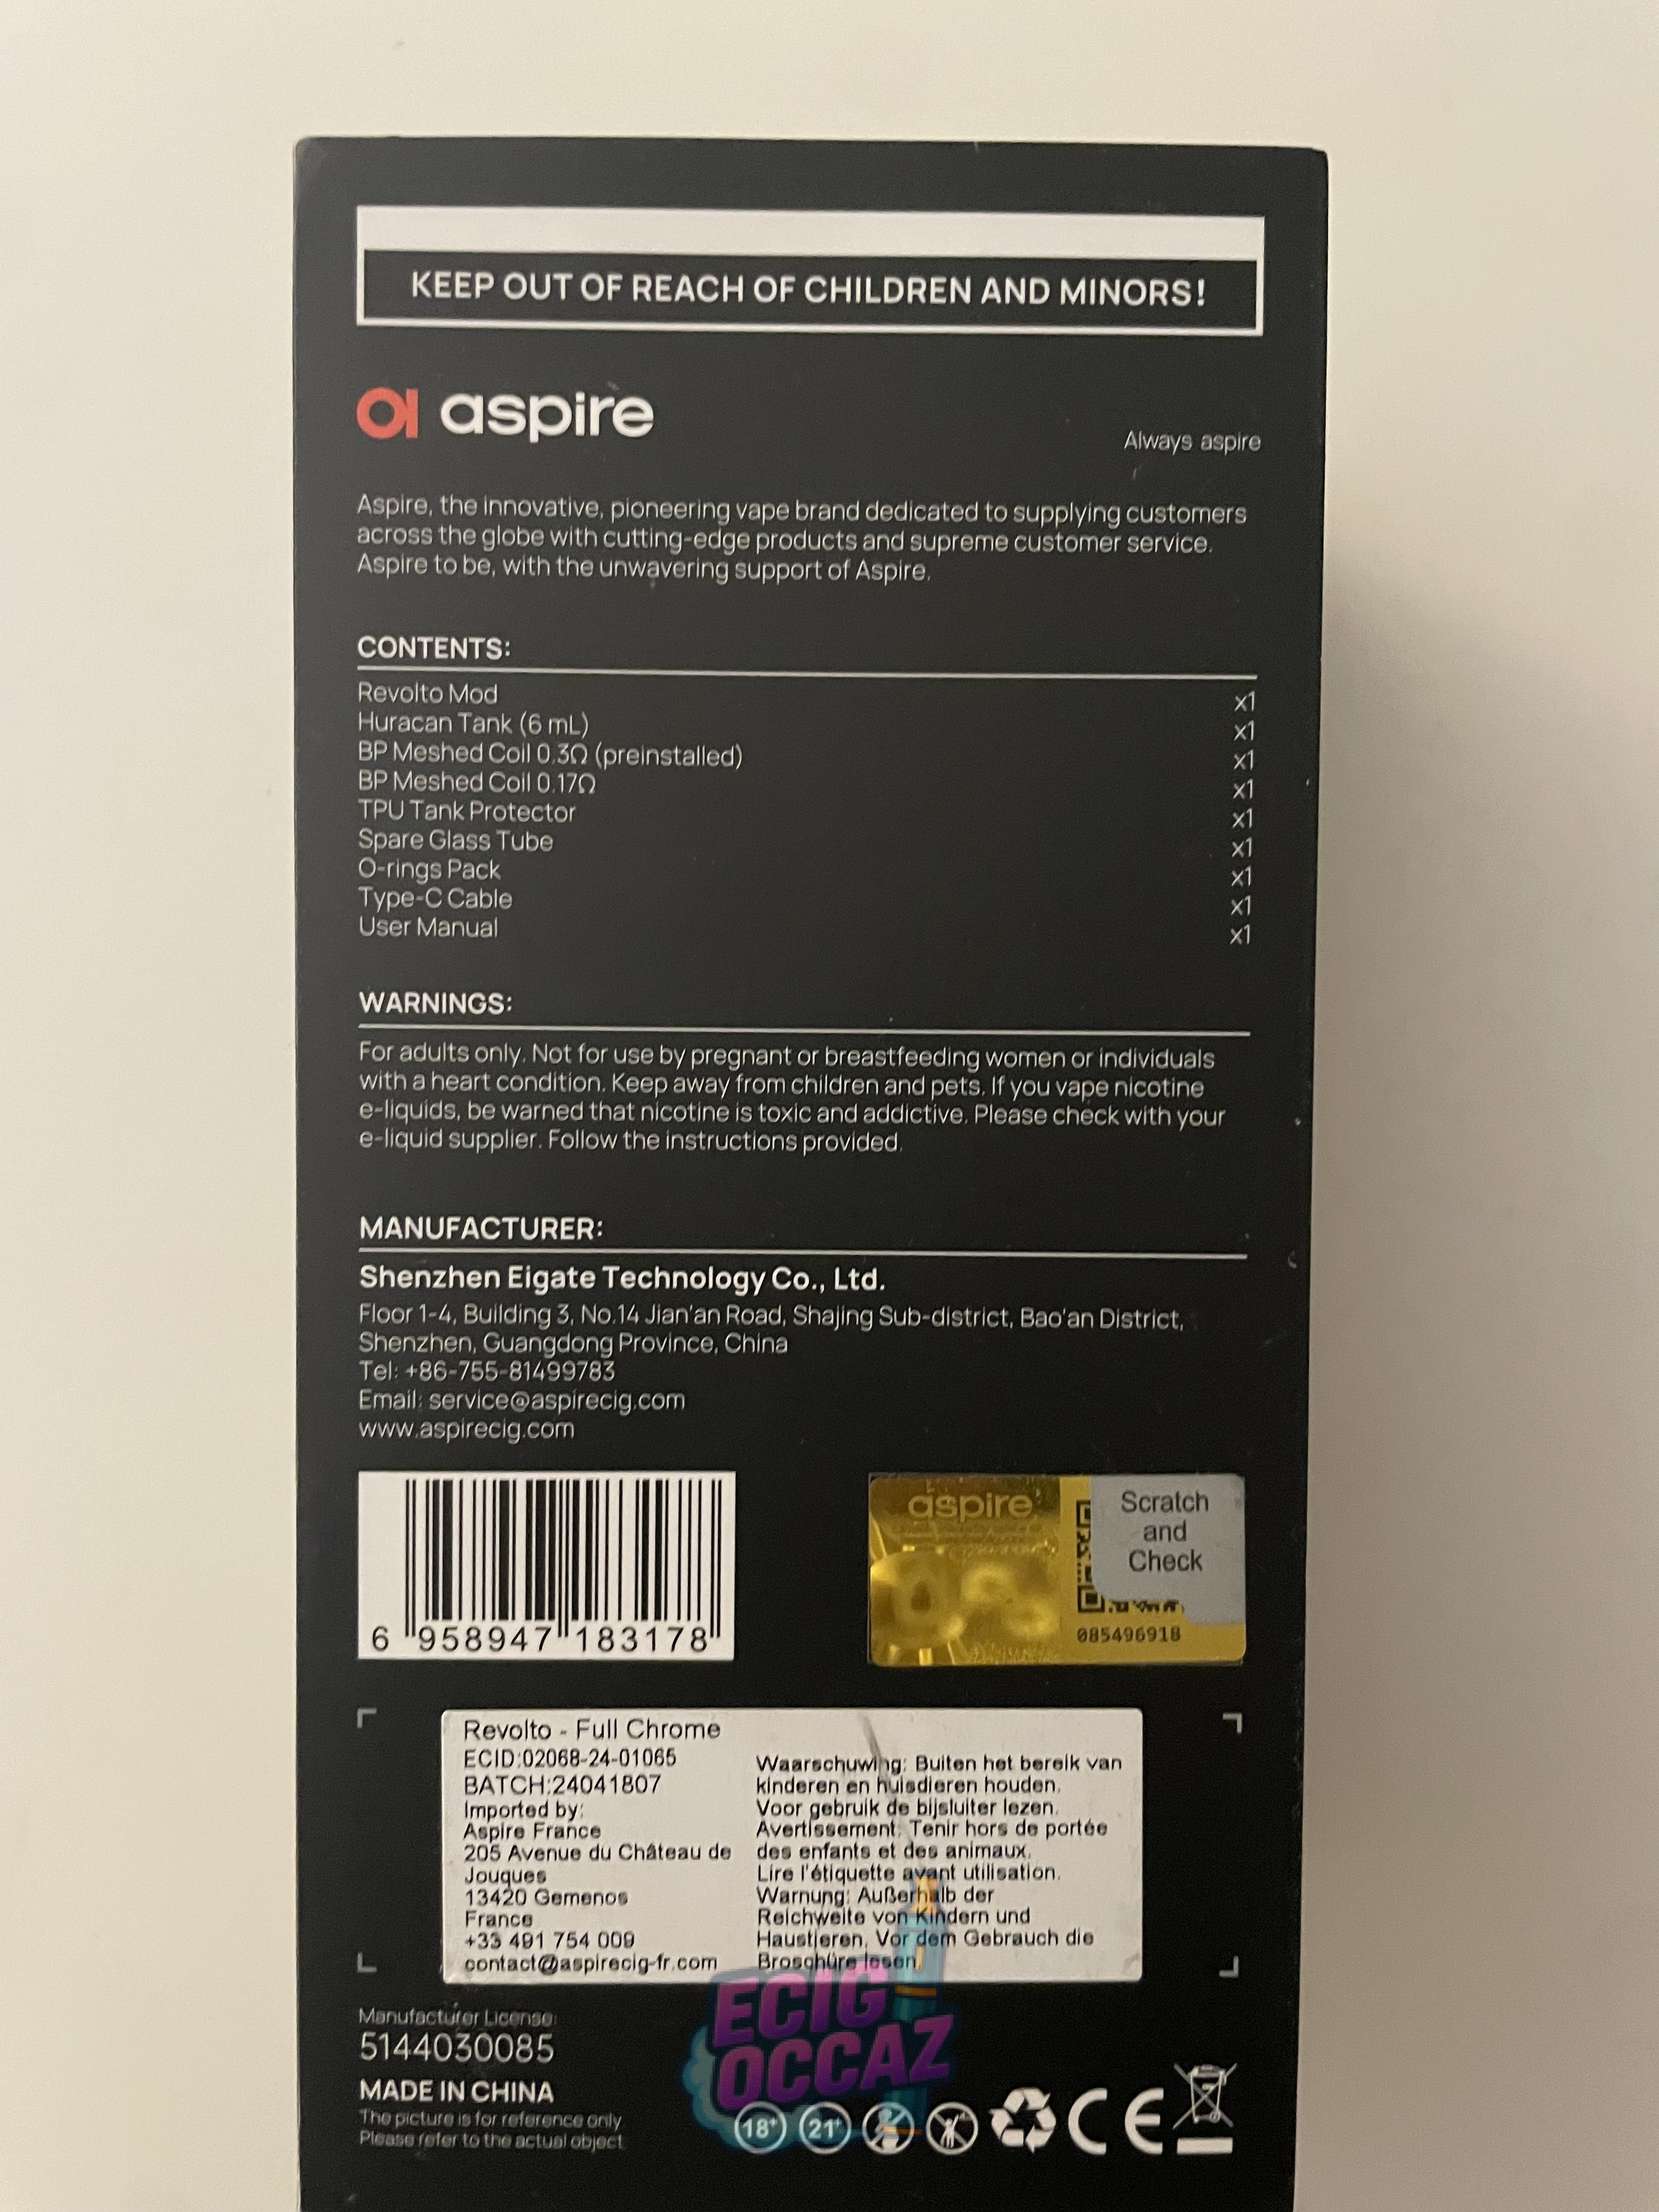 KEEP OUT OF REACH OF CHILDREN AND MINORS!
aspire
Always aspire
Aspire, the innovative, pioneering vape brand dedicated to supplying customers
across the globe with cutting-edge products and supreme customer service.
Aspire to be, with the unwavering support of Aspire.
CONTENTS:
Revolto Mod x1
Huracan Tank (6 mL) x1
BP Meshed Coil 0.3Ω (preinstalled) x1
BP Meshed Coil 0.17Ω x1
TPU Tank Protector x1
Spare Glass Tube x1
O-rings Pack x1
Type-C Cable x1
User Manual x1
WARNINGS:
For adults only. Not for use by pregnant or breastfeeding women or individuals
with a heart condition. Keep away from children and pets. If you vape nicotine
e-liquids, be warned that nicotine is toxic and addictive. Please check with your
e-liquid supplier. Follow the instructions provided.
MANUFACTURER:
Shenzhen Eigate Technology Co., Ltd.
Floor 1-4, Building 3, No.14 Jian'an Road, Shajing Sub-district, Bao'an District,
Shenzhen, Guangdong Province, China
Tel: +86-755-81499783
Email: service@aspirecig.com
www.aspirecig.com
6 958947 183178
aspire
Scratch
and
Check
085496918
Revolto - Full Chrome
ECID:02068-24-01065
BATCH:24041807
Imported by:
Aspire France
205 Avenue du Château de
Jouques
13420 Gemenos
France
+33 491 754 009
contact@aspirecig-fr.com
Waarschuwing: Buiten het bereik van
kinderen en huisdieren houden.
Voor gebruik de bijsluiter lezen.
Avertissement: Tenir hors de portée
des enfants et des animaux.
Lire l'étiquette avant utilisation.
Warnung: Außerhalb der
Reichweite von Kindern und
Haustieren. Vor dem Gebrauch die
Broschüre lesen.
Manufacturer License:
5144030085
MADE IN CHINA
The picture is for reference only.
Please refer to the actual object.
ECIG
OCCAZ
18+ 21+ CE